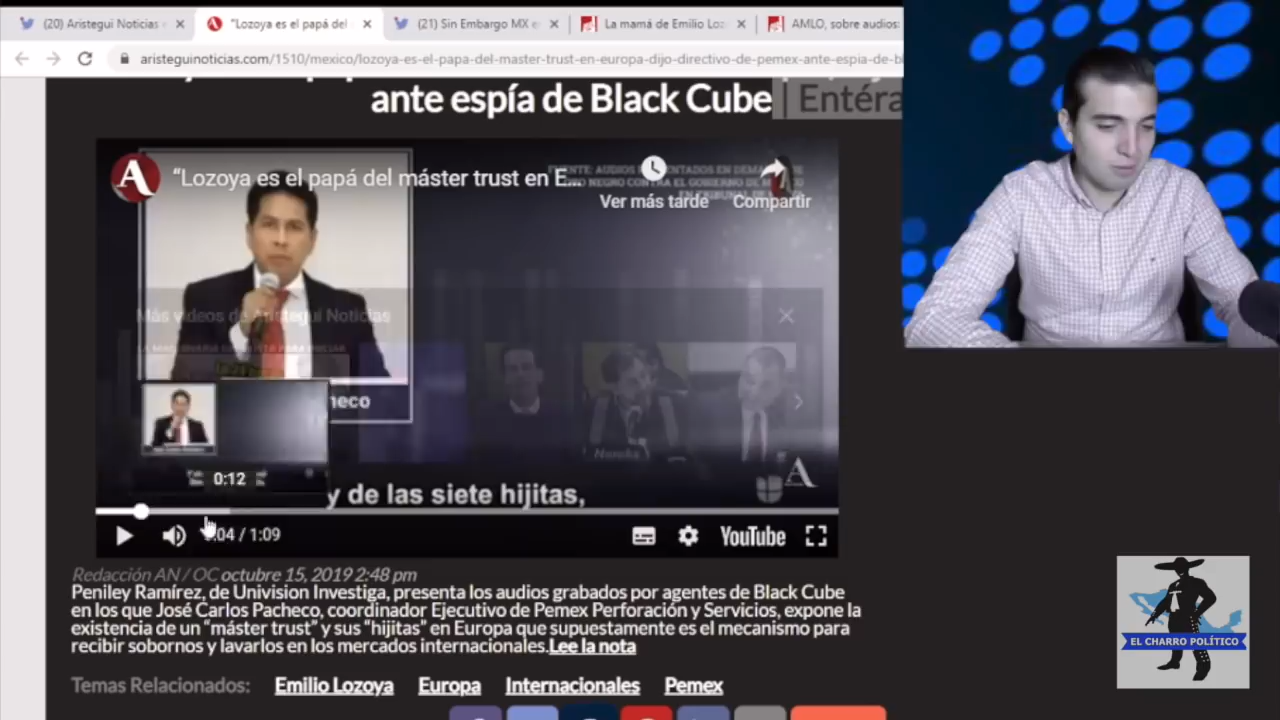 (20) Aristegui Noticias
"Lozoya es el papá del
(21) Sin Embargo MX e
La mamá de Emilio Loz
AMLO, sobre audios:
aristeguinoticias.com/1510/mexico/lozoya-es-el-papa-del-master-trust-en-europa-dijo-directivo-de-pemex-ante-espia-de-bl
ante espía de Black Cube | Entéra
"Lozoya es el papá del máster trust en E...
Ver más tarde
Compartir
Más videos de Aristegui Noticias
heco
0:12
y de las siete hijitas,
:04 / 1:09
YouTube
Redacción AN / OC octubre 15, 2019 2:48 pm
Peniley Ramírez, de Univision Investiga, presenta los audios grabados por agentes de Black Cube
en los que José Carlos Pacheco, coordinador Ejecutivo de Pemex Perforación y Servicios, expone la
existencia de un "máster trust" y sus "hijitas" en Europa que supuestamente es el mecanismo para
recibir sobornos y lavarlos en los mercados internacionales.Lee la nota
Temas Relacionados: Emilio Lozoya Europa Internacionales Pemex
EL CHARRO POLÍTICO